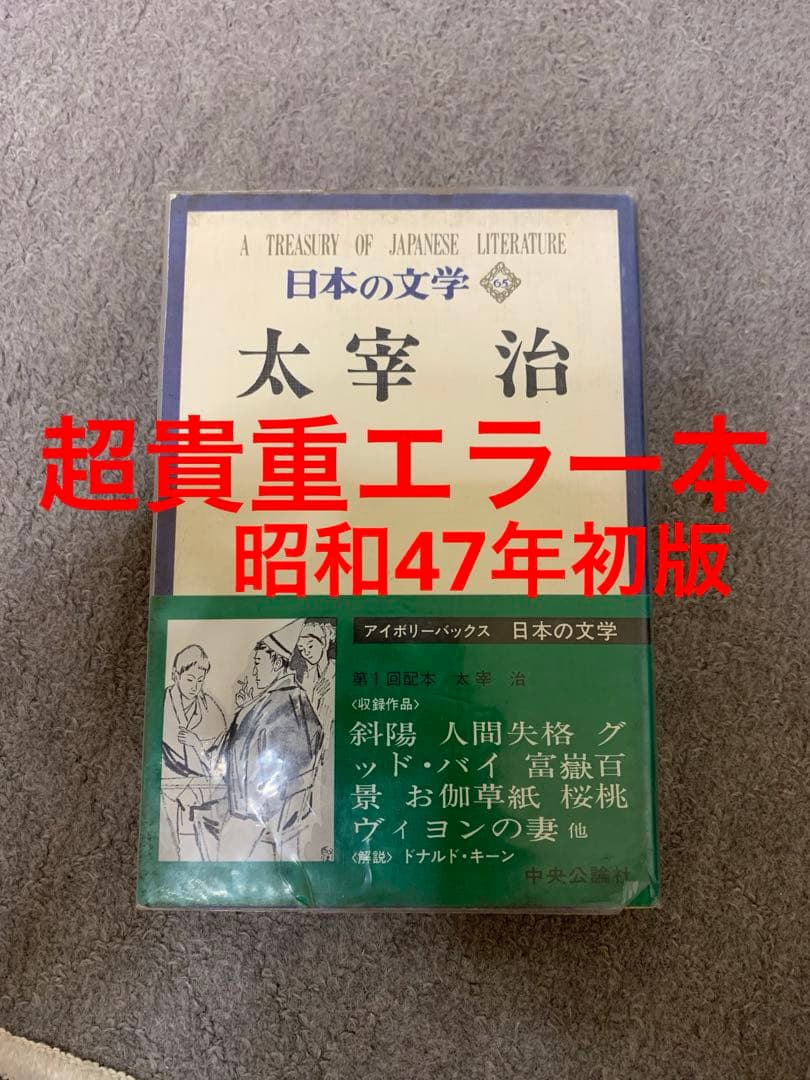 A TREASURY OF JAPANESE LITERATURE
日本の文学 65
太宰 治
超貴重エラー本
昭和47年初版
アイボリーバックス 日本の文学
第1回配本 太宰 治
〈収録作品〉
斜陽 人間失格 グ
ッド・バイ 富嶽百
景 お伽草紙 桜桃
ヴィヨンの妻 他
〈解説〉ドナルド・キーン
中央公論社